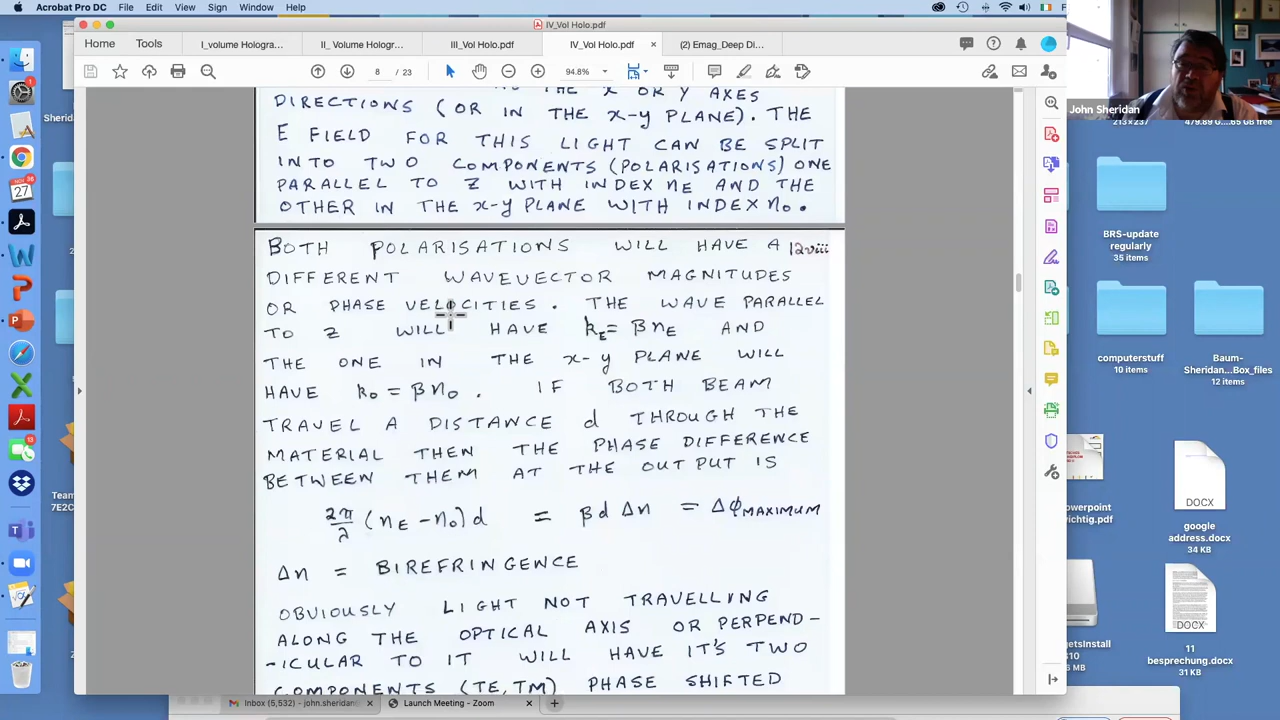 Acrobat Pro DC File Edit View Sign Window Help
IV_Vol Holo.pdf
Home Tools I_volume Hologra... II_ Volume Hologr... III_Vol Holo.pdf IV_Vol Holo.pdf × (2) Emag_Deep Di...
8 / 23 94.8%
John Sheridan
DIRECTIONS (OR IN THE X-Y PLANE). THE
E FIELD FOR THIS LIGHT CAN BE SPLIT
INTO TWO COMPONENTS (POLARISATIONS) ONE
PARALLEL TO Z WITH INDEX nE AND THE
OTHER IN THE X-Y PLANE WITH INDEX no.
BOTH POLARISATIONS WILL HAVE A 12viii
DIFFERENT WAVEVECTOR MAGNITUDES
OR PHASE VELOCITIES. THE WAVE PARALLEL
TO Z WILL HAVE kE = βnE AND
THE ONE IN THE X-Y PLANE WILL
HAVE ko = βno. IF BOTH BEAM
TRAVEL A DISTANCE d THROUGH THE
MATERIAL THEN THE PHASE DIFFERENCE
BETWEEN THEM AT THE OUTPUT IS
2π/λ (nE - no)d = βd Δn = ΔφMAXIMUM
Δn = BIREFRINGENCE
OBVIOUSLY LIGHT NOT TRAVELLING
ALONG THE OPTICAL AXIS OR PERPEND-
-ICULAR TO IT WILL HAVE IT'S TWO
COMPONENTS (TE, TM) PHASE SHIFTED
BRS-update
regularly
35 items
computerstuff
10 items
Baum-
Sheridan...Box_files
12 items
DOCX
google
address.docx
34 KB
DOCX
11
besprechung.docx
Inbox (5,532) - john.sherida × Launch Meeting - Zoom × +